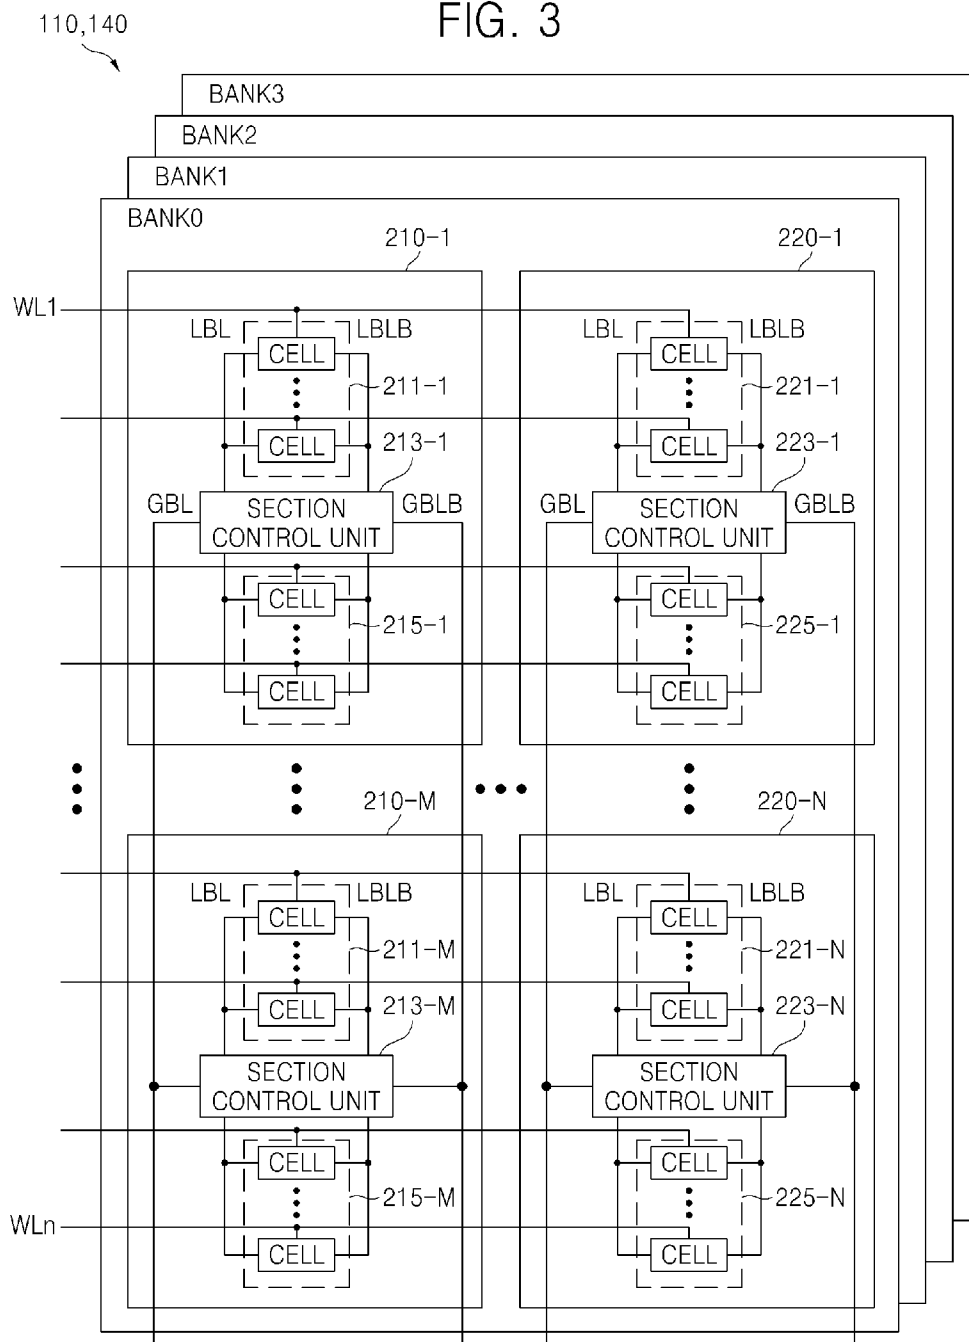 FIG. 3
110,140
BANK3
BANK2
BANK1
BANK0
210-1
220-1
WL1
LBL
LBLB
LBL
LBLB
CELL
CELL
211-1
221-1
CELL
CELL
213-1
223-1
GBL
SECTION
CONTROL UNIT
GBLB
GBL
SECTION
CONTROL UNIT
GBLB
CELL
CELL
215-1
225-1
CELL
CELL
210-M
220-N
LBL
LBLB
LBL
LBLB
CELL
CELL
211-M
221-N
CELL
CELL
213-M
223-N
SECTION
CONTROL UNIT
SECTION
CONTROL UNIT
CELL
CELL
215-M
225-N
WLn
CELL
CELL